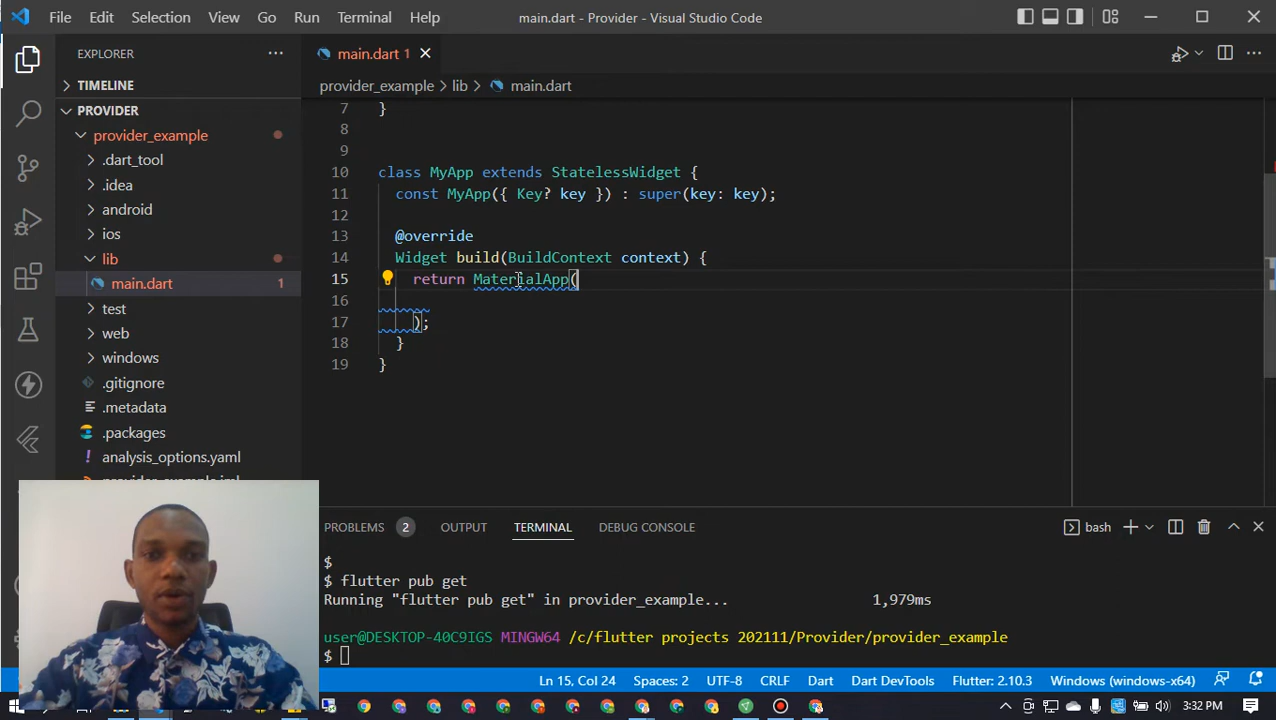 File Edit Selection View Go Run Terminal Help main.dart - Provider - Visual Studio Code
EXPLORER
main.dart 1
TIMELINE
provider_example lib main.dart
PROVIDER
provider_example
.dart_tool
.idea
android
ios
lib
main.dart 1
test
web
windows
.gitignore
.metadata
.packages
analysis_options.yaml
provider_example.iml
7 }
8
9
10 class MyApp extends StatelessWidget {
11 const MyApp({ Key? key }) : super(key: key);
12
13 @override
14 Widget build(BuildContext context) {
15 return MaterialApp(
16
17 );
18 }
19 }
PROBLEMS 2 OUTPUT TERMINAL DEBUG CONSOLE bash
$
$ flutter pub get
Running "flutter pub get" in provider_example... 1,979ms
user@DESKTOP-40C9IGS MINGW64 /c/flutter projects 202111/Provider/provider_example
$
Ln 15, Col 24 Spaces: 2 UTF-8 CRLF Dart Dart DevTools Flutter: 2.10.3 Windows (windows-x64)
3:32 PM